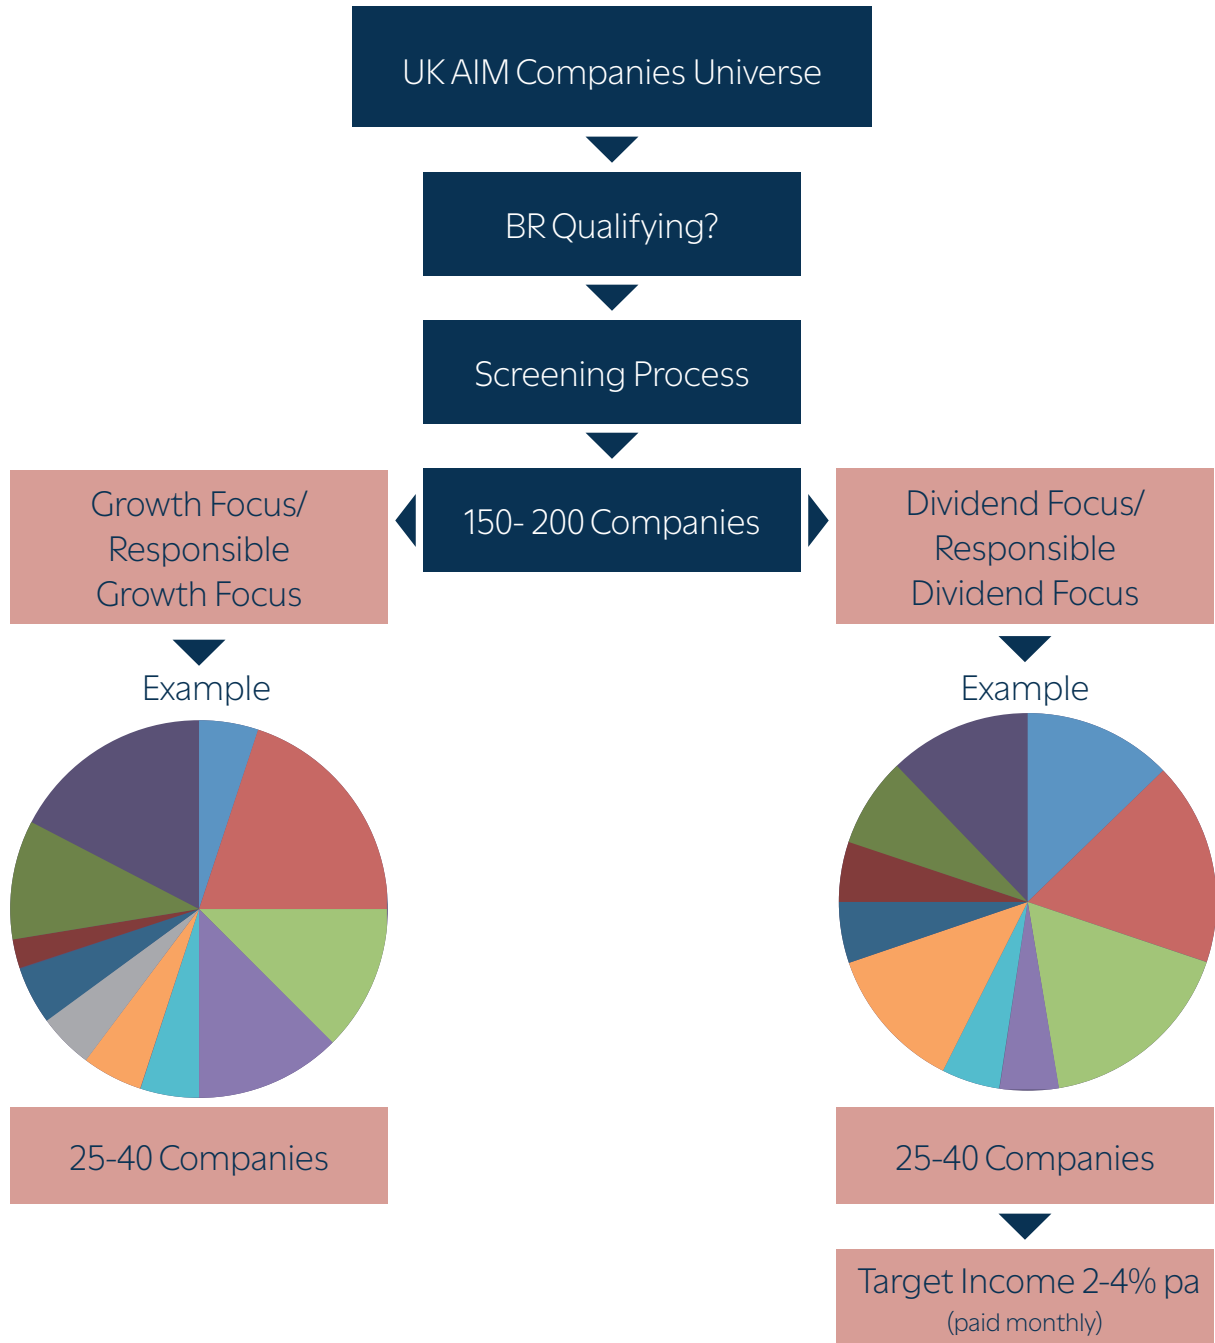 UK AIM Companies Universe
BR Qualifying?
Screening Process
150- 200 Companies
Growth Focus/
Responsible
Growth Focus
Dividend Focus/
Responsible
Dividend Focus
Example
Example
25-40 Companies
25-40 Companies
Target Income 2-4% pa
(paid monthly)